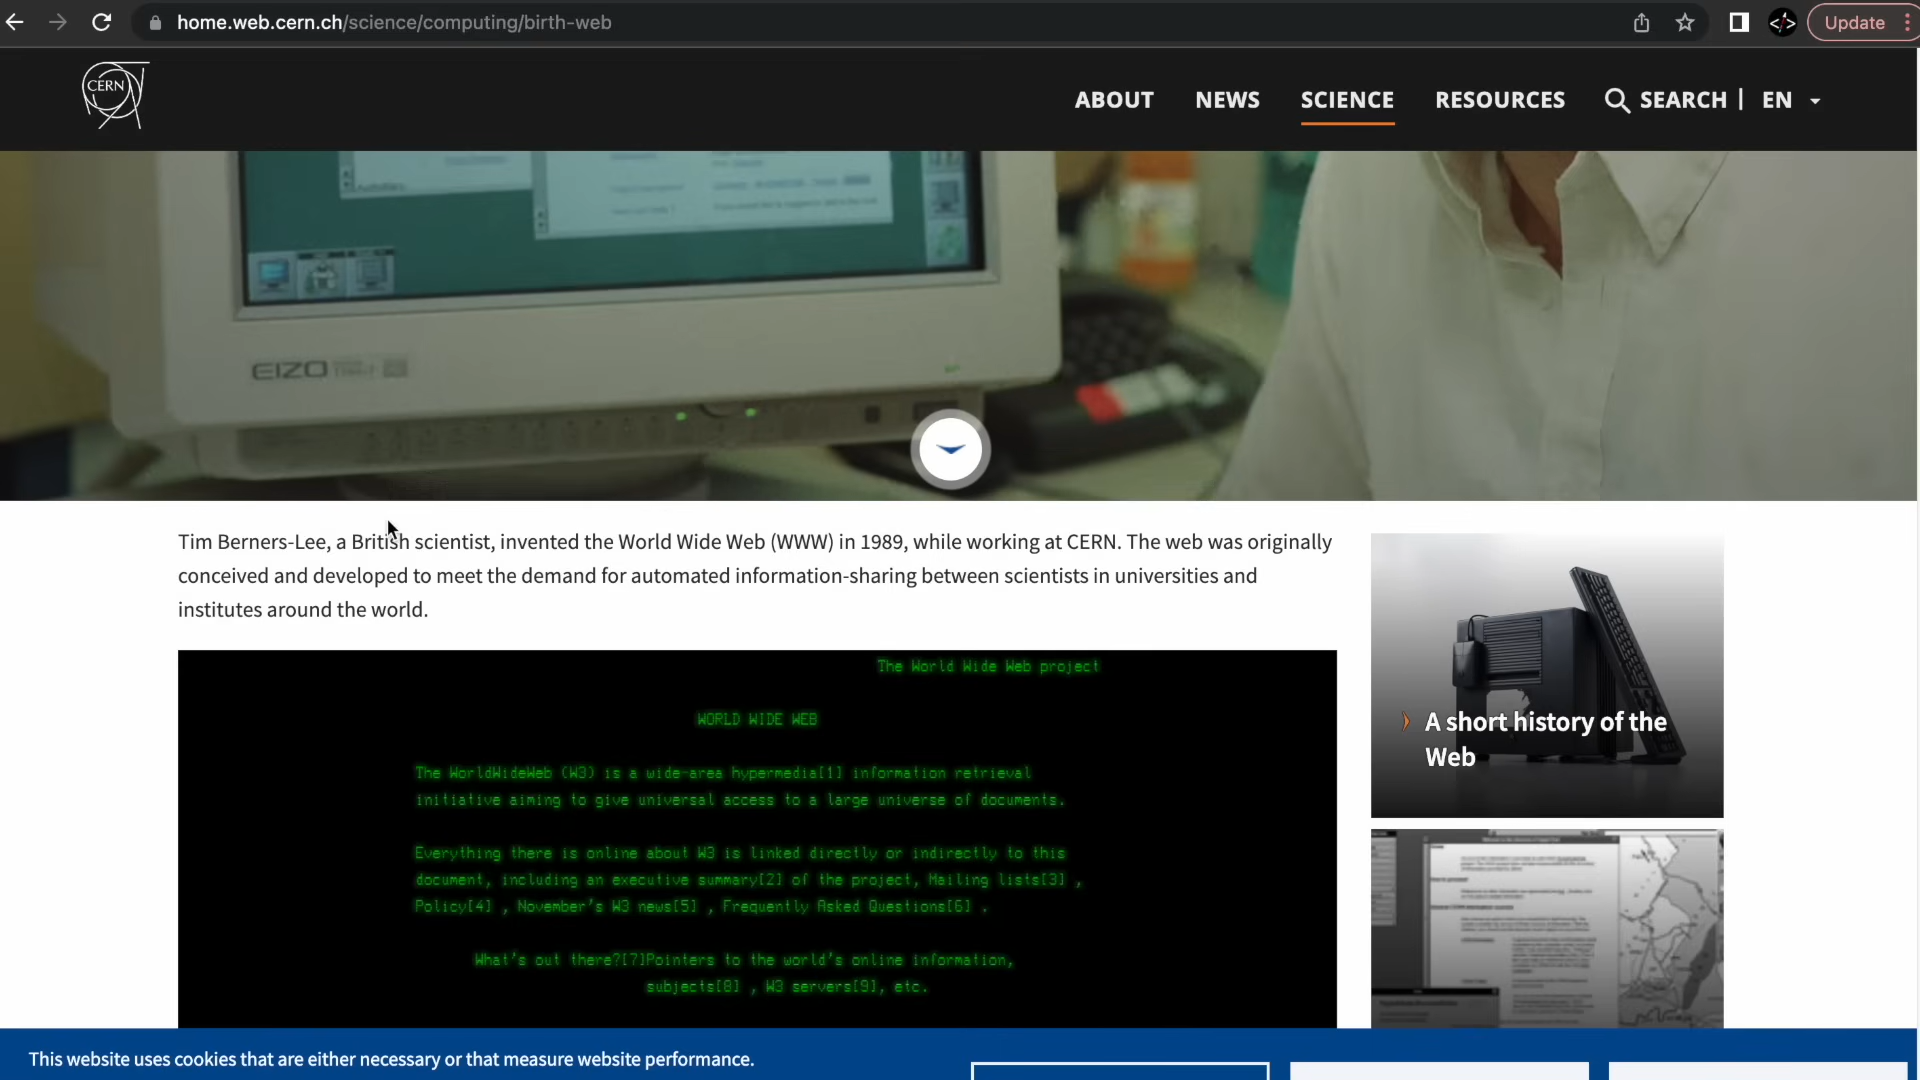 home.web.cern.ch/science/computing/birth-web
Update
CERN
ABOUT NEWS SCIENCE RESOURCES SEARCH | EN
EIZO
Tim Berners-Lee, a British scientist, invented the World Wide Web (WWW) in 1989, while working at CERN. The web was originally
conceived and developed to meet the demand for automated information-sharing between scientists in universities and
institutes around the world.
The World Wide Web project
WORLD WIDE WEB
The WorldWideWeb (W3) is a wide-area hypermedia[1] information retrieval
initiative aiming to give universal access to a large universe of documents.
Everything there is online about W3 is linked directly or indirectly to this
document, including an executive summary[2] of the project, Mailing lists[3] ,
Policy[4] , November's W3 news[5] , Frequently Asked Questions[6] .
What's out there?[7]Pointers to the world's online information,
subjects[8] , W3 servers[9], etc.
A short history of the
Web
This website uses cookies that are either necessary or that measure website performance.